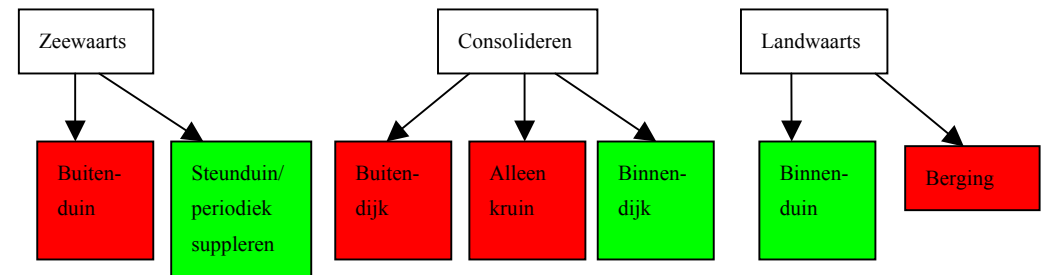 Zeewaarts
Consolideren
Landwaarts
Buiten-
duin
Steunduin/
periodiek
suppleren
Buiten-
dijk
Alleen
kruin
Binnen-
dijk
Binnen-
duin
Berging